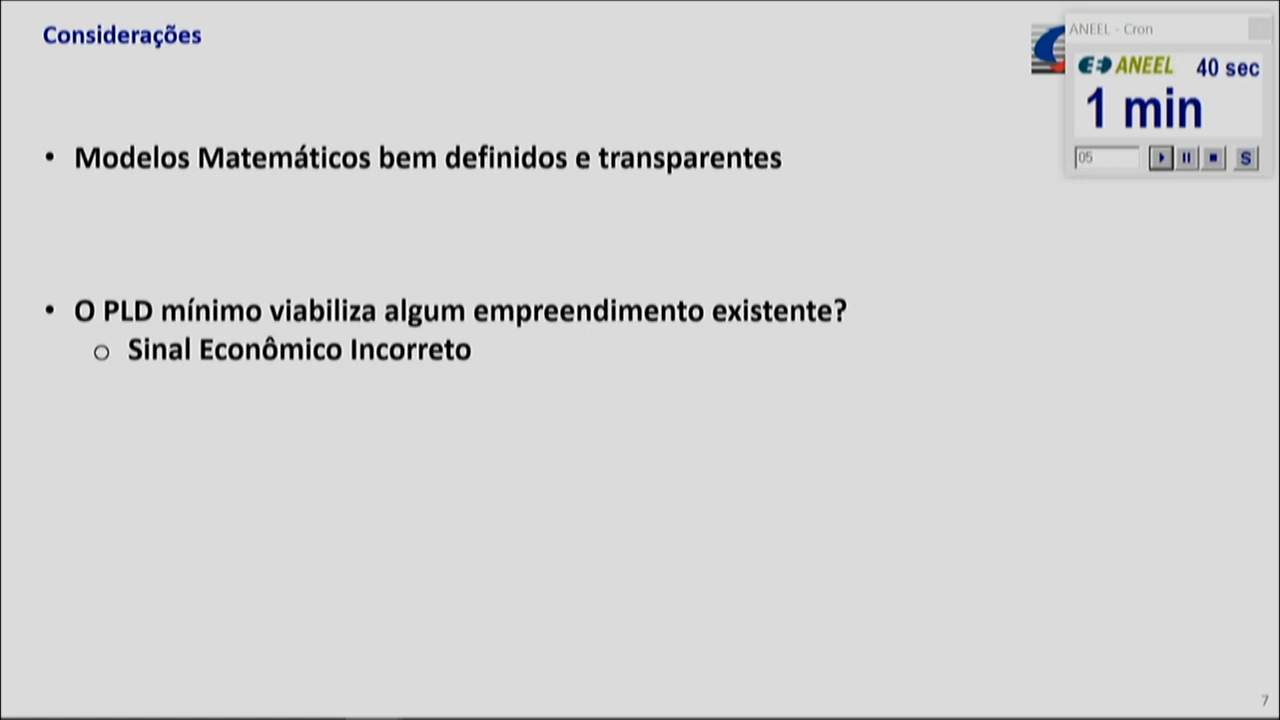 Considerações
ANEEL - Cron
ANEEL 40 sec
1 min
05
S
• Modelos Matemáticos bem definidos e transparentes
• O PLD mínimo viabiliza algum empreendimento existente?
o Sinal Econômico Incorreto
7